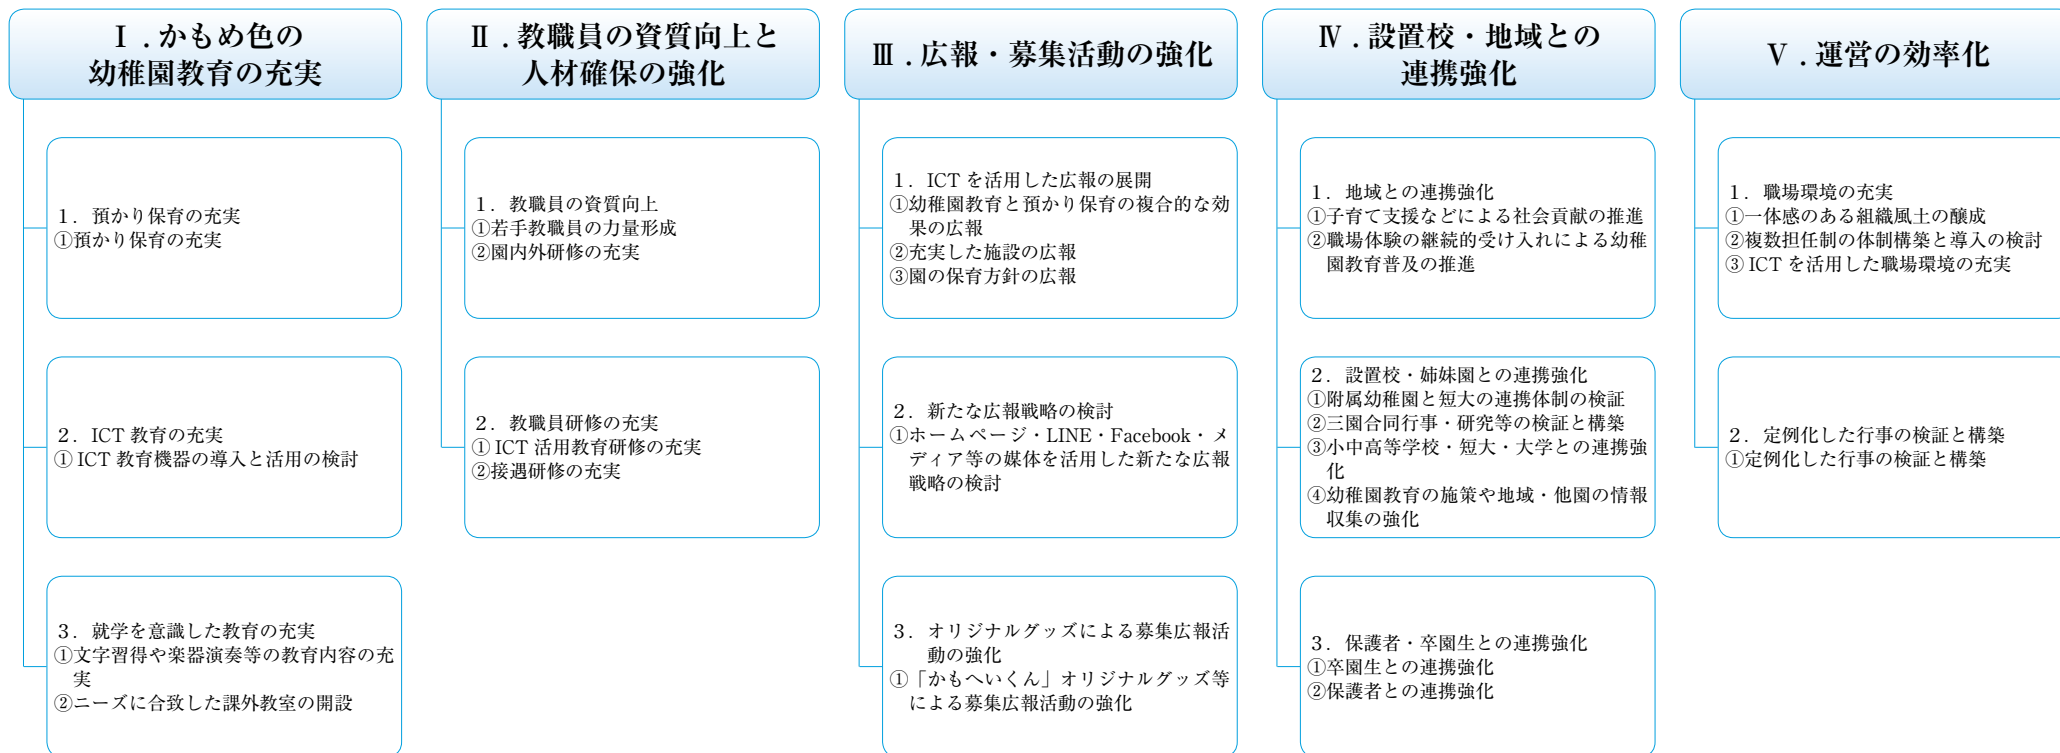 Ⅰ．かもめ色の
幼稚園教育の充実
１．預かり保育の充実
①預かり保育の充実
２．ICT 教育の充実
① ICT 教育機器の導入と活用の検討
３．就学を意識した教育の充実
①文字習得や楽器演奏等の教育内容の充
実
②ニーズに合致した課外教室の開設
Ⅱ．教職員の資質向上と
人材確保の強化
１．教職員の資質向上
①若手教職員の力量形成
②園内外研修の充実
２．教職員研修の充実
① ICT 活用教育研修の充実
②接遇研修の充実
Ⅲ．広報・募集活動の強化
１．ICT を活用した広報の展開
①幼稚園教育と預かり保育の複合的な効
果の広報
②充実した施設の広報
③園の保育方針の広報
２．新たな広報戦略の検討
①ホームページ・LINE・Facebook・メ
ディア等の媒体を活用した新たな広報
戦略の検討
３．オリジナルグッズによる募集広報活
動の強化
①「かもへいくん」オリジナルグッズ等
による募集広報活動の強化
Ⅳ．設置校・地域との
連携強化
１．地域との連携強化
①子育て支援などによる社会貢献の推進
②職場体験の継続的受け入れによる幼稚
園教育普及の推進
２．設置校・姉妹園との連携強化
①附属幼稚園と短大の連携体制の検証
②三園合同行事・研究等の検証と構築
③小中高等学校・短大・大学との連携強
化
④幼稚園教育の施策や地域・他園の情報
収集の強化
３．保護者・卒園生との連携強化
①卒園生との連携強化
②保護者との連携強化
Ⅴ．運営の効率化
１．職場環境の充実
①一体感のある組織風土の醸成
②複数担任制の体制構築と導入の検討
③ ICT を活用した職場環境の充実
２．定例化した行事の検証と構築
①定例化した行事の検証と構築